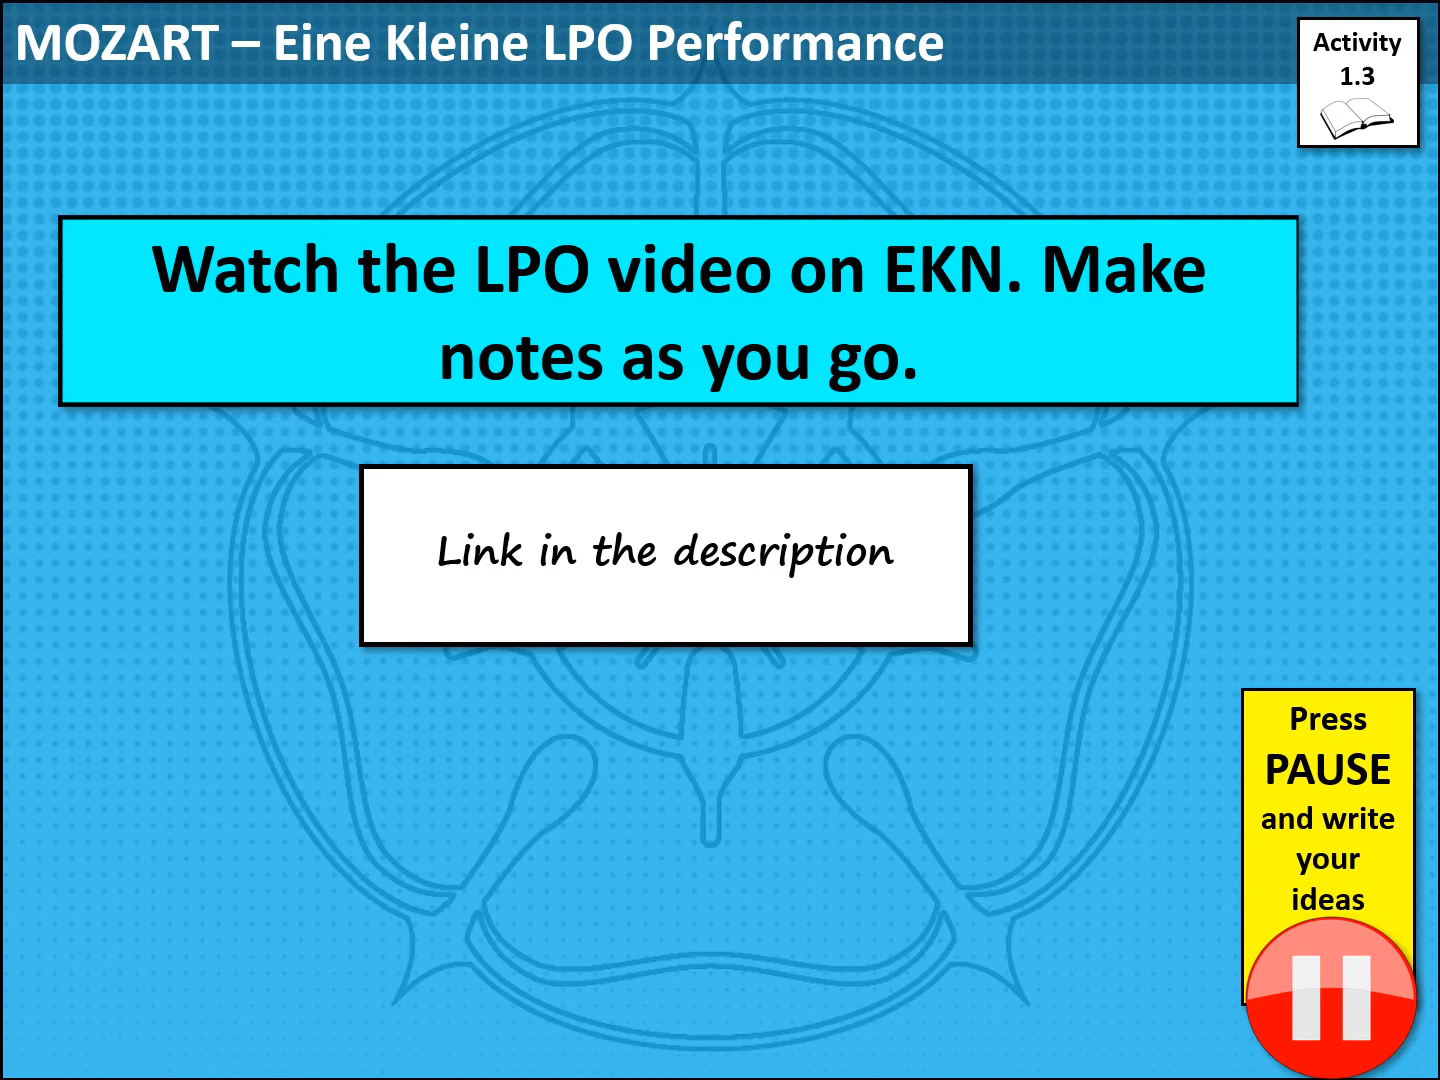 MOZART – Eine Kleine LPO Performance
Activity
1.3
Watch the LPO video on EKN. Make
notes as you go.
Link in the description
Press
PAUSE
and write
your
ideas